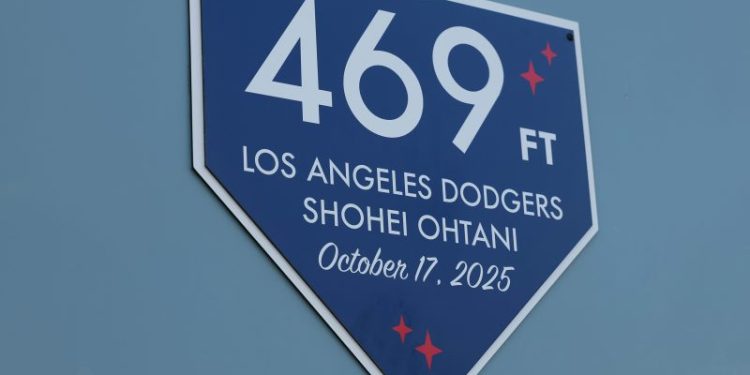 469 FT
LOS ANGELES DODGERS
SHOHEI OHTANI
October 17, 2025